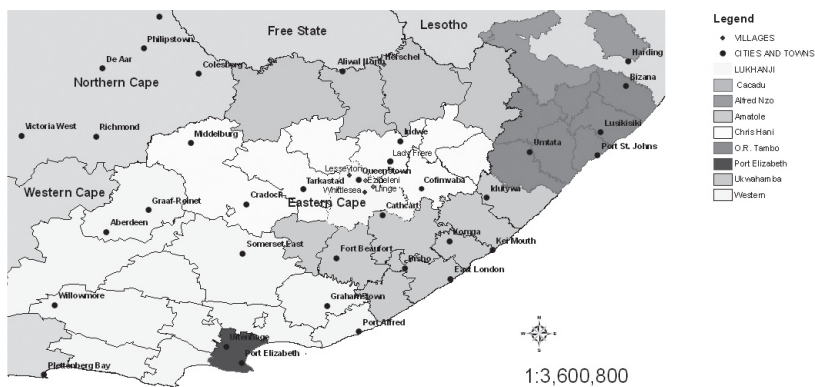 Free State
Lesotho
Philipstown
De Aar
Colesberg
Aliwal North
Herschel
Harding
Northern Cape
Bizana
Victoria West
Richmond
Middelburg
Indwe
Lusikisiki
Umtata
Port St. Johns
Lady Frere
Lesseyton
Queenstown
Ezibeleni
Tarkastad
Whittlesea
Ilinge
Cofimvaba
Western Cape
Idutywa
Graaf-Reinet
Cradock
Eastern Cape
Cathcart
Aberdeen
Komga
Kei Mouth
Somerset East
Fort Beaufort
Bisho
East London
Willowmore
Grahamstown
Port Alfred
Uitenhage
Port Elizabeth
Plettenberg Bay
N
W
E
S
1:3,600,800
Legend
VILLAGES
CITIES AND TOWNS
LUKHANJI
Cacadu
Alfred Nzo
Amatole
Chris Hani
O.R. Tambo
Port Elizabeth
Ukwahamba
Western